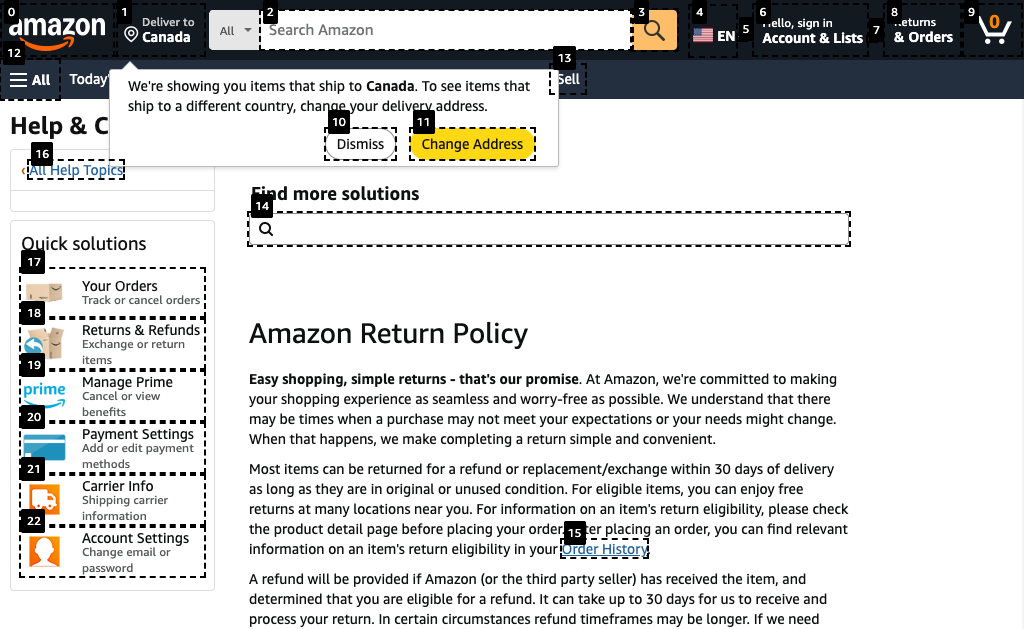 0
1
2
3
4
5
6
7
8
9
amazon
Deliver to
Canada
All
Search Amazon
EN
Hello, sign in
Account & Lists
Returns
& Orders
0
12
All
Today'
13
Sell
We're showing you items that ship to Canada. To see items that
ship to a different country, change your delivery address.
10
11
Dismiss
Change Address
Help & C
16
‹ All Help Topics
Find more solutions
14
Quick solutions
17
Your Orders
Track or cancel orders
18
Returns & Refunds
Exchange or return
items
19
prime
Manage Prime
Cancel or view
benefits
20
Payment Settings
Add or edit payment
methods
21
Carrier Info
Shipping carrier
information
22
Account Settings
Change email or
password
Amazon Return Policy
Easy shopping, simple returns - that's our promise. At Amazon, we're committed to making
your shopping experience as seamless and worry-free as possible. We understand that there
may be times when a purchase may not meet your expectations or your needs might change.
When that happens, we make completing a return simple and convenient.
Most items can be returned for a refund or replacement/exchange within 30 days of delivery
as long as they are in original or unused condition. For eligible items, you can enjoy free
returns at many locations near you. For information on an item's return eligibility, please check
the product detail page before placing your order. 15 ter placing an order, you can find relevant
information on an item's return eligibility in your Order History.
A refund will be provided if Amazon (or the third party seller) has received the item, and
determined that you are eligible for a refund. It can take up to 30 days for us to receive and
process your return. In certain circumstances refund timeframes may be longer. If we need